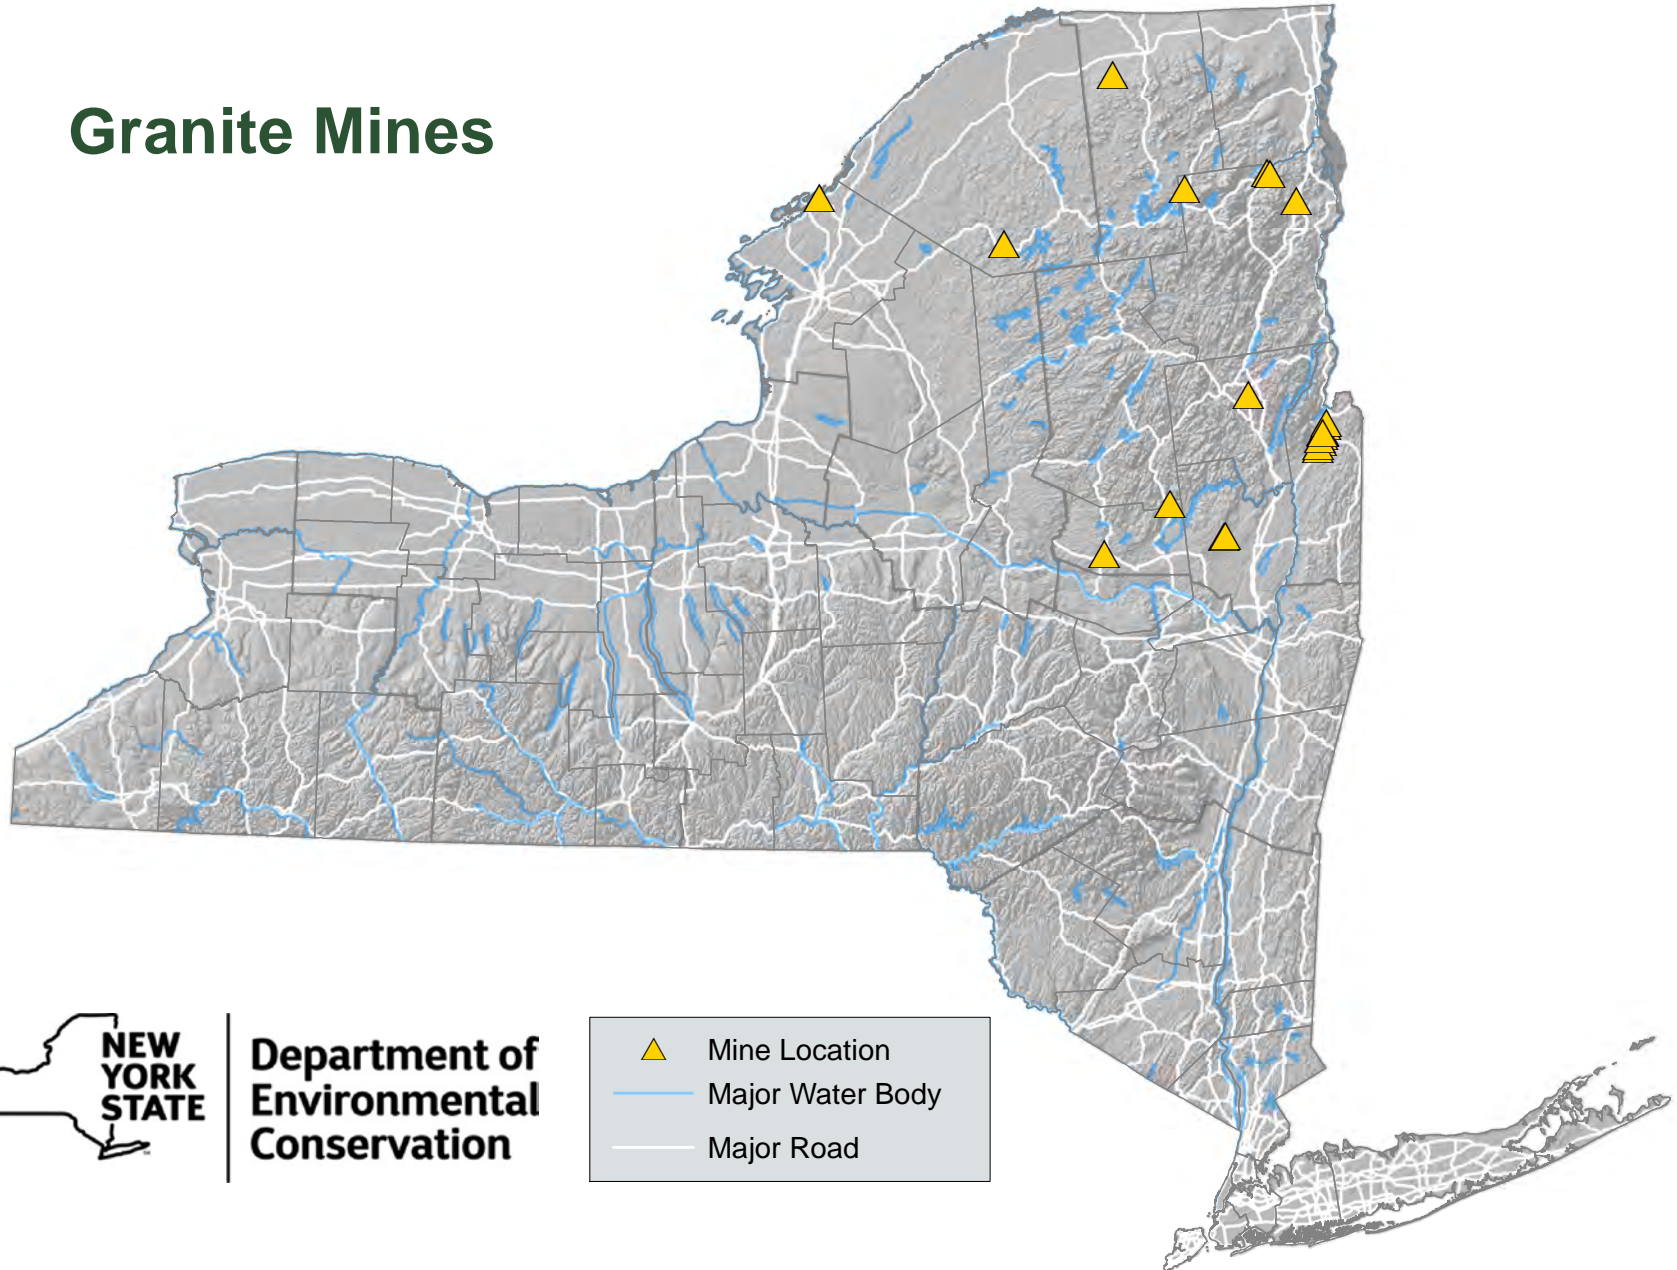 Granite Mines
NEW
YORK
STATE
Department of
Environmental
Conservation
Mine Location
Major Water Body
Major Road